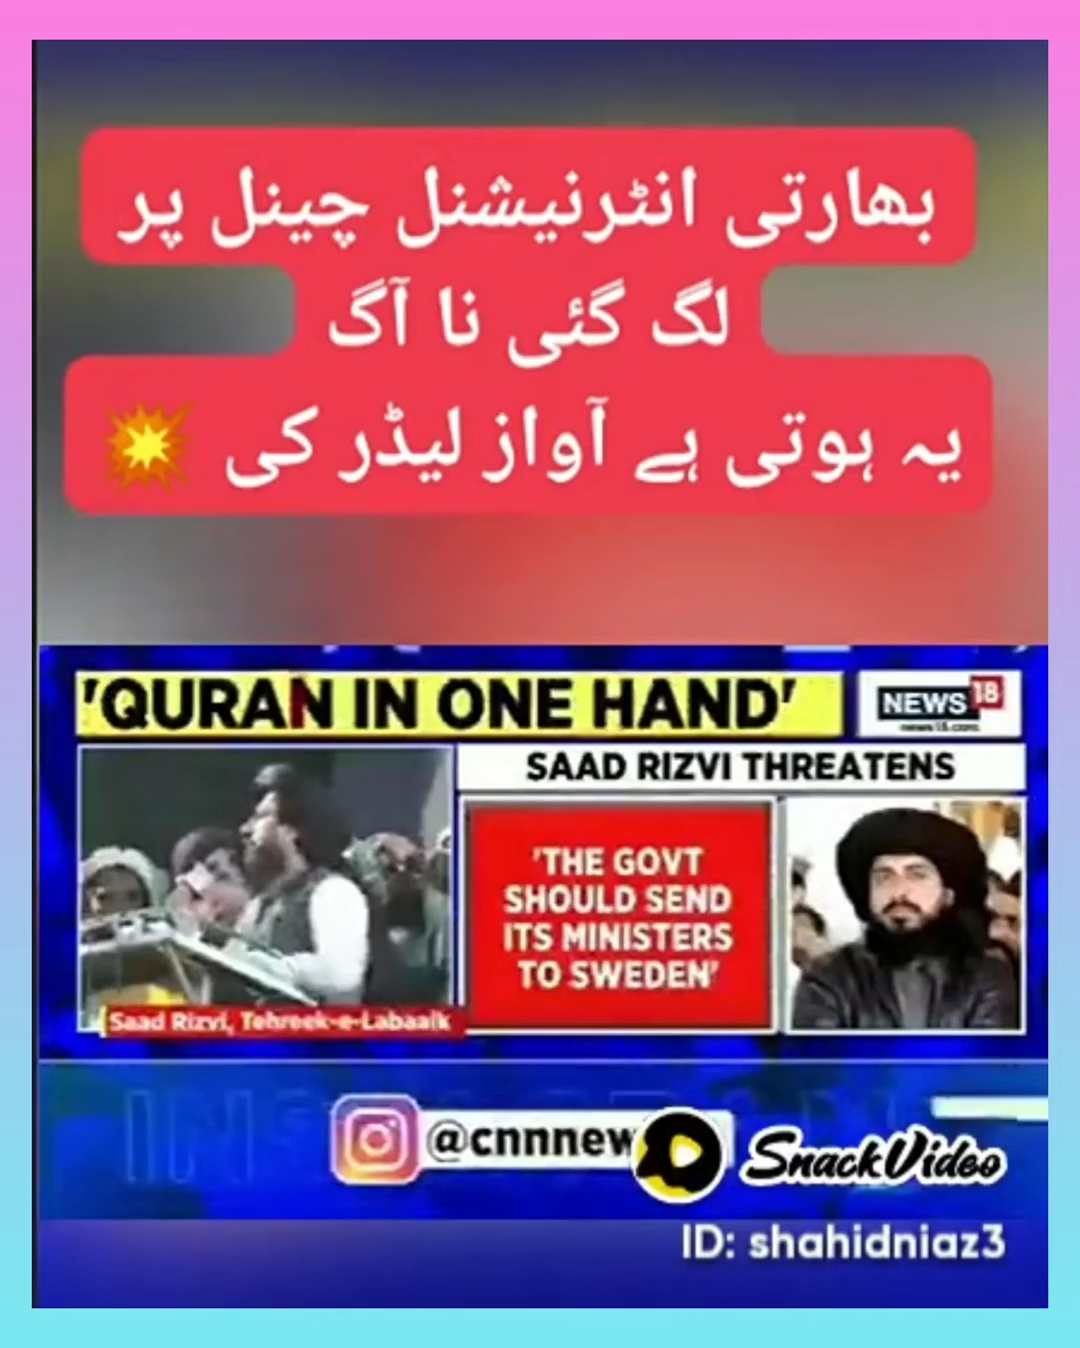 بھارتی انٹرنیشنل چینل پر
لگ گئی نا آگ
یہ ہوتی ہے آواز لیڈر کی 💥
'QURAN IN ONE HAND'
NEWS18
news18.com
SAAD RIZVI THREATENS
'THE GOVT
SHOULD SEND
ITS MINISTERS
TO SWEDEN'
Saad Rizvi, Tehreek-e-Labaaik
@cnnnew
SnackVideo
ID: shahidniaz3